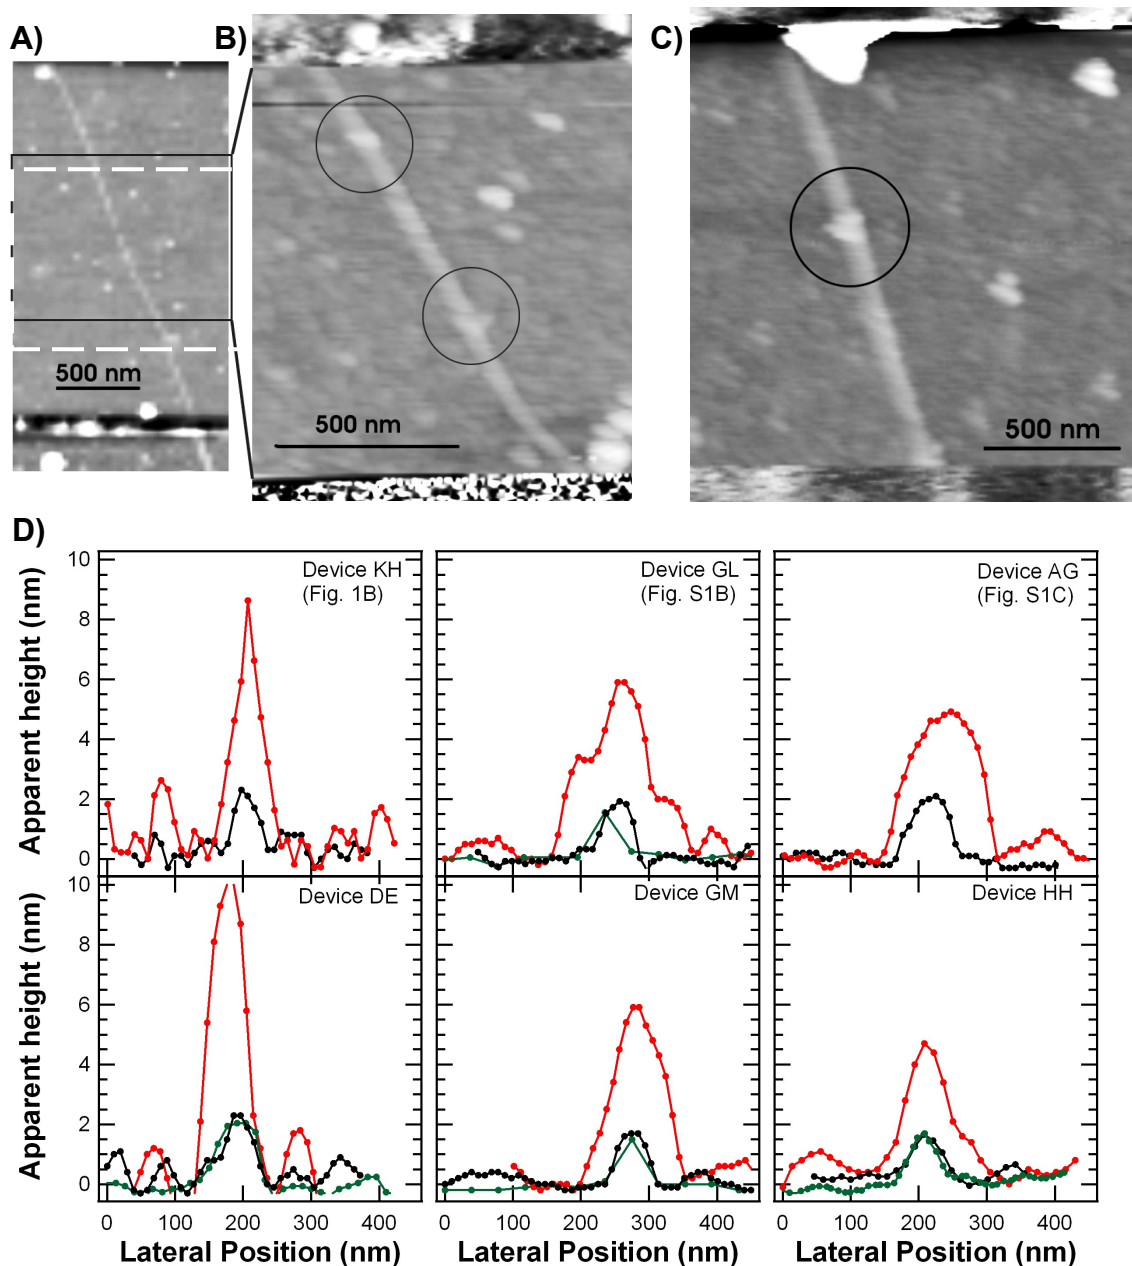 A)
B)
C)
500 nm
500 nm
500 nm
D)
Apparent height (nm)
10
8
6
4
2
0
Device KH
(Fig. 1B)
Device GL
(Fig. S1B)
Device AG
(Fig. S1C)
Apparent height (nm)
10
8
6
4
2
0
Device DE
Device GM
Device HH
0 100 200 300 400
0 100 200 300 400
0 100 200 300 400
Lateral Position (nm)
Lateral Position (nm)
Lateral Position (nm)